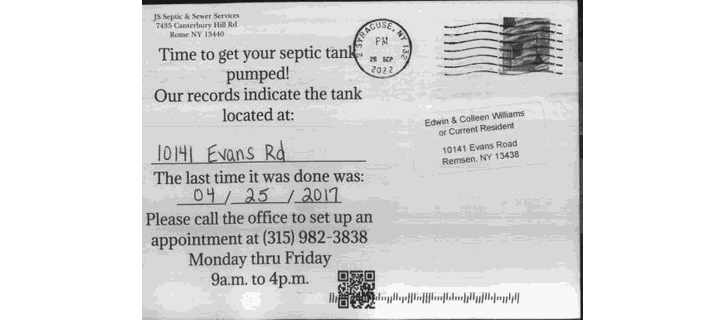 JS Septic & Sewer Services
7435 Canterbury Hill Rd
Rome NY 13440
Time to get your septic tank
pumped!
Our records indicate the tank
located at:
10141 Evans Rd
The last time it was done was:
04 / 25 / 2017
Please call the office to set up an
appointment at (315) 982-3838
Monday thru Friday
9a.m. to 4p.m.
SYRACUSE, NY 132
PM
28 SEP
2022
Edwin & Colleen Williams
or Current Resident
10141 Evans Road
Remsen, NY 13438